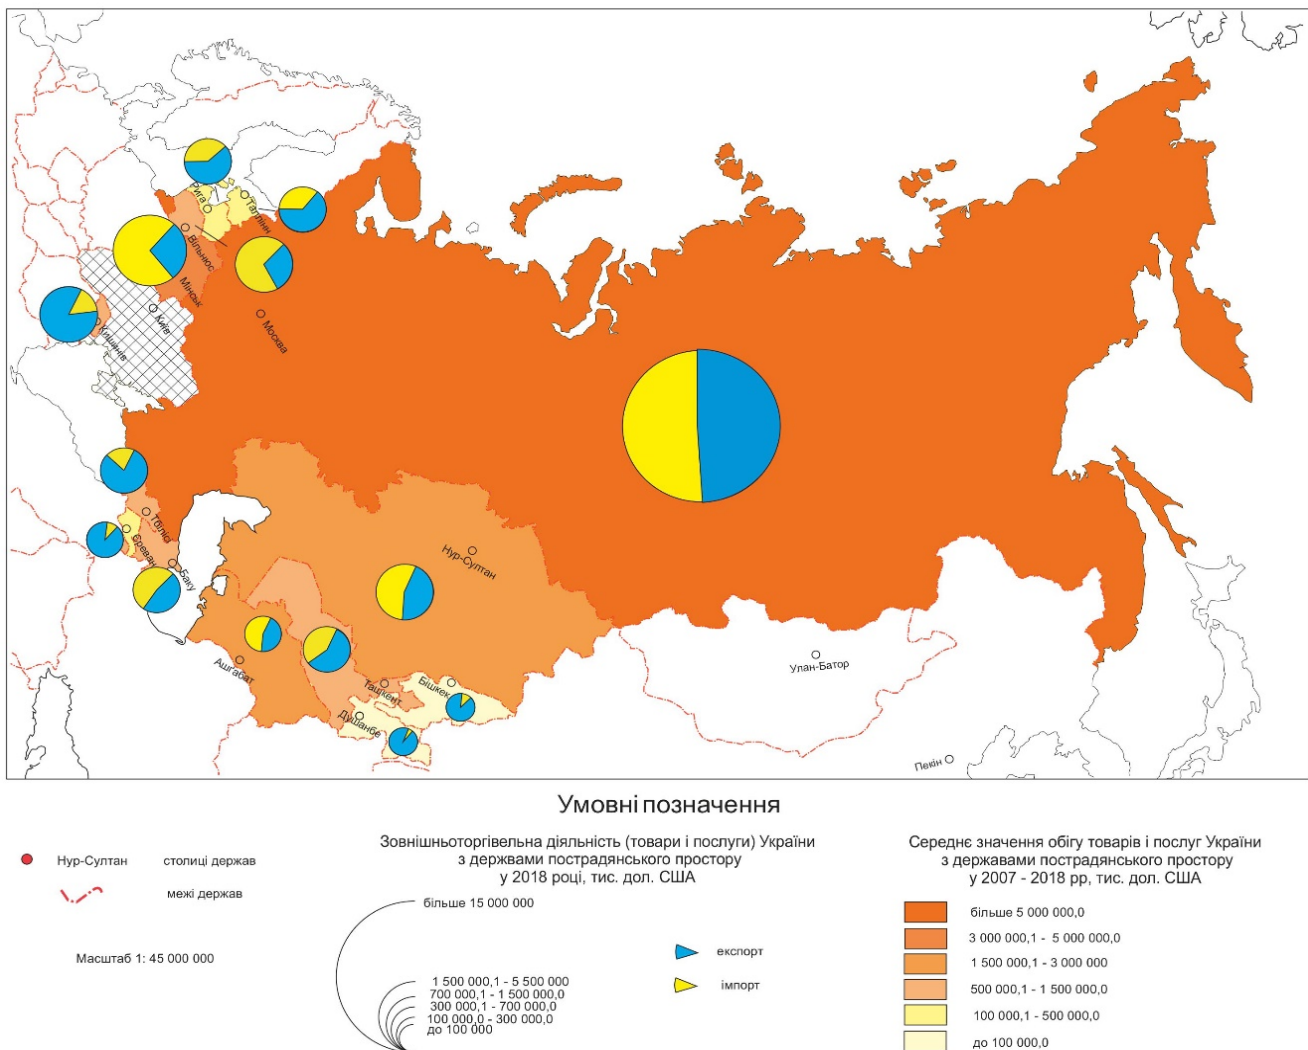 Рига
Таллінн
Вільнюс
Мінськ
Київ
Москва
Кишинів
Тбілісі
Єреван
Баку
Нур-Султан
Ашгабат
Ташкент
Бішкек
Душанбе
Улан-Батор
Пекін
Умовні позначення
Нур-Султан столиці держав
межі держав
Масштаб 1: 45 000 000
Зовнішньоторгівельна діяльність (товари і послуги) України
з держвами пострадянського простору
у 2018 році, тис. дол. США
більше 15 000 000
1 500 000,1 - 5 500 000
700 000,1 - 1 500 000,0
300 000,1 - 700 000,0
100 000,0 - 300 000,0
до 100 000
експорт
імпорт
Середнє значення обігу товарів і послуг України
з державами пострадянського простору
у 2007 - 2018 рр, тис. дол. США
більше 5 000 000,0
3 000 000,1 - 5 000 000,0
1 500 000,1 - 3 000 000
500 000,1 - 1 500 000,0
100 000,1 - 500 000,0
до 100 000,0